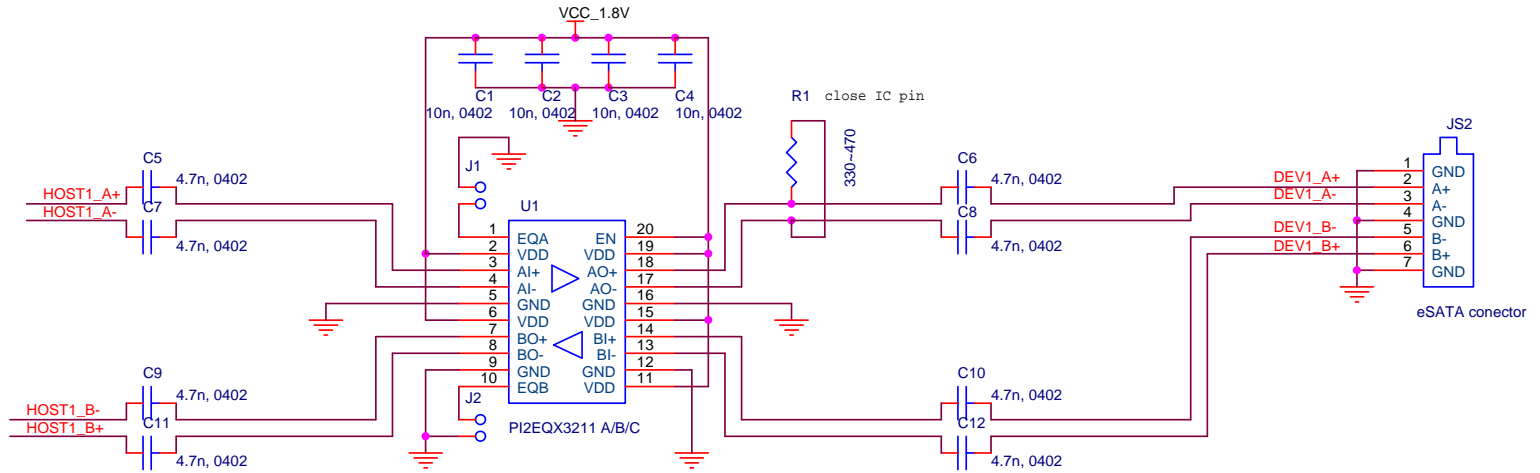 VCC_1.8V
C1
C2
C3
C4
10n, 0402
10n, 0402
10n, 0402
10n, 0402
R1
close IC pin
330~470
JS2
C5
4.7n, 0402
HOST1_A+
HOST1_A-
C7
4.7n, 0402
J1
U1
C6
4.7n, 0402
C8
4.7n, 0402
DEV1_A+
DEV1_A-
DEV1_B-
DEV1_B+
1 GND
2 A+
3 A-
4 GND
5 B-
6 B+
7 GND
eSATA conector
1 EQA EN 20
2 VDD VDD 19
3 AI+ AO+ 18
4 AI- AO- 17
5 GND GND 16
6 VDD VDD 15
7 BO+ BI+ 14
8 BO- BI- 13
9 GND GND 12
10 EQB VDD 11
J2
PI2EQX3211 A/B/C
C9
4.7n, 0402
HOST1_B-
HOST1_B+
C11
4.7n, 0402
C10
4.7n, 0402
C12
4.7n, 0402